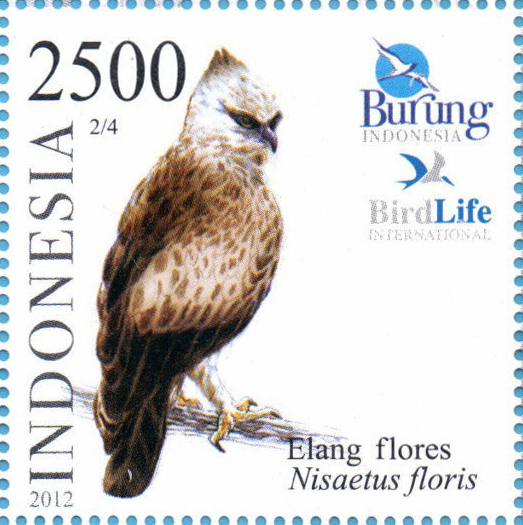 2500
2/4
INDONESIA
2012
Burung
INDONESIA
BirdLife
INTERNATIONAL
Elang flores
Nisaetus floris